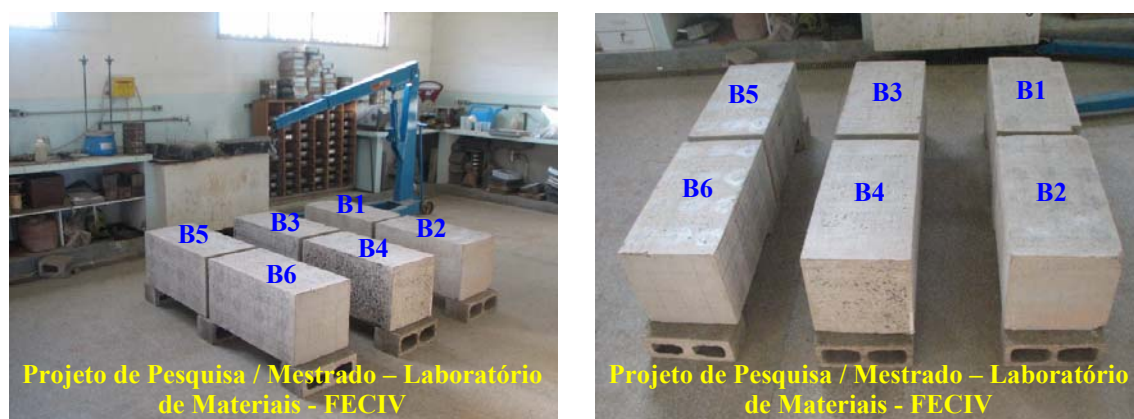 B1
B3
B2
B5
B4
B6
Projeto de Pesquisa / Mestrado – Laboratório
de Materiais - FECIV
B5
B3
B1
B6
B4
B2
Projeto de Pesquisa / Mestrado – Laboratório
de Materiais - FECIV